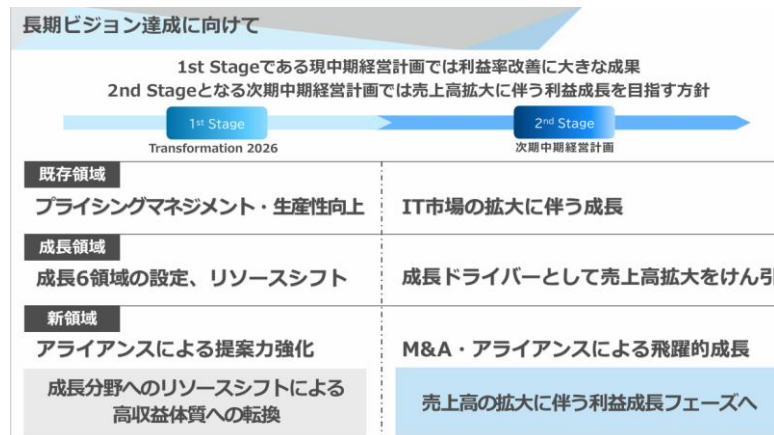 長期ビジョン達成に向けて
1st Stageである現中期経営計画では利益率改善に大きな成果
2nd Stageとなる次期中期経営計画では売上高拡大に伴う利益成長を目指す方針
1st Stage
2nd Stage
Transformation 2026
次期中期経営計画
既存領域
プライシングマネジメント・生産性向上
IT市場の拡大に伴う成長
成長領域
成長6領域の設定、リソースシフト
成長ドライバーとして売上高拡大をけん引
新領域
アライアンスによる提案力強化
M&A・アライアンスによる飛躍的成長
成長分野へのリソースシフトによる
高収益体質への転換
売上高の拡大に伴う利益成長フェーズへ